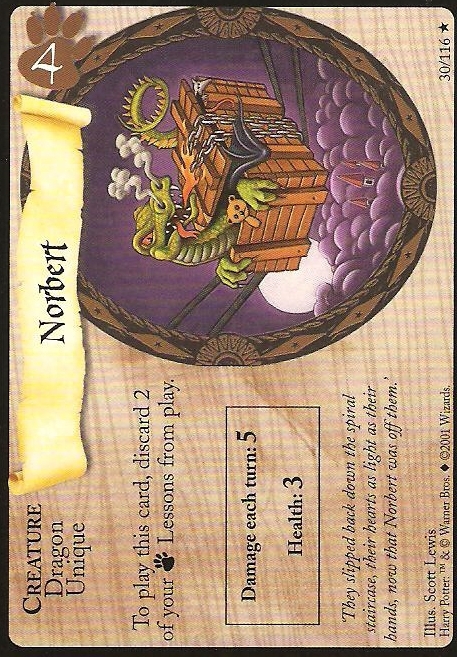 4
Norbert
30/116 ★
CREATURE
Dragon
Unique
To play this card, discard 2
of your Lessons from play.
Damage each turn: 5
Health: 3
'They slipped back down the spiral
staircase, their hearts as light as their
hands, now that Norbert was off them.'
Illus. Scott Lewis
Harry Potter: ™ & © Warner Bros. ◆ ©2001 Wizards.